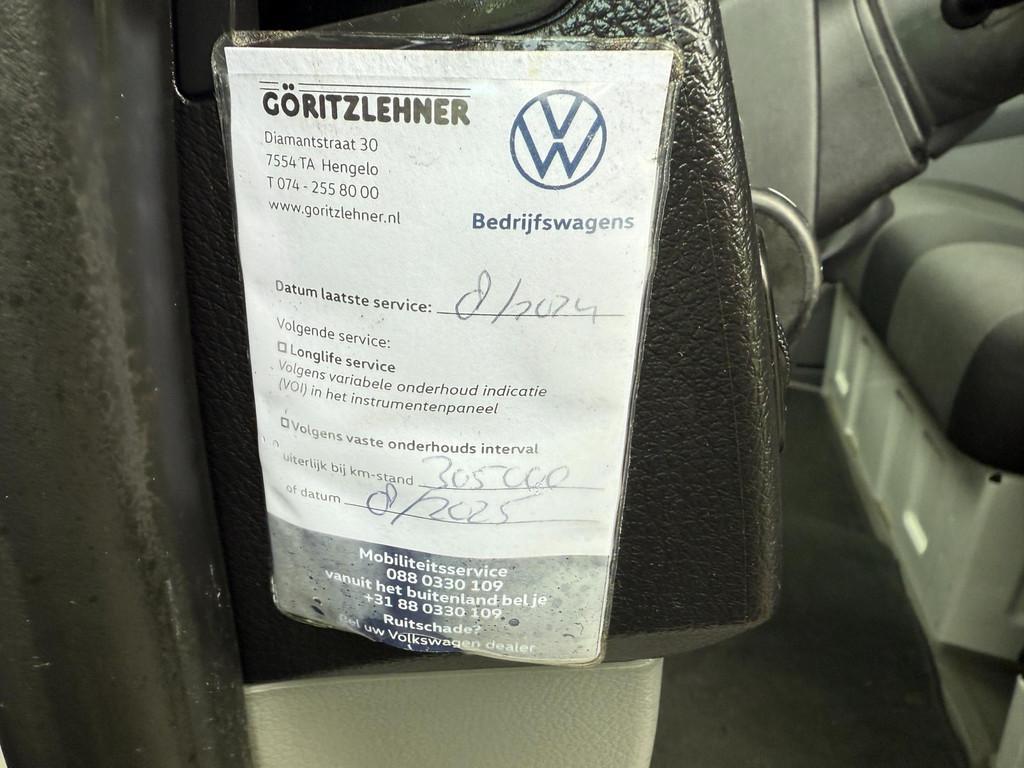 GÖRITZLEHNER
Diamantstraat 30
7554 TA Hengelo
T 074 - 255 80 00
www.goritzlehner.nl
Bedrijfswagens
Datum laatste service: 8/2024
Volgende service:
Longlife service
Volgens variabele onderhoud indicatie
(VOI) in het instrumentenpaneel
Volgens vaste onderhouds interval
uiterlijk bij km-stand 305000
of datum 8/2025
Mobiliteitsservice
088 0330 109
vanuit het buitenland bel je
+31 88 0330 109
Ruitschade?
Bel uw Volkswagen dealer